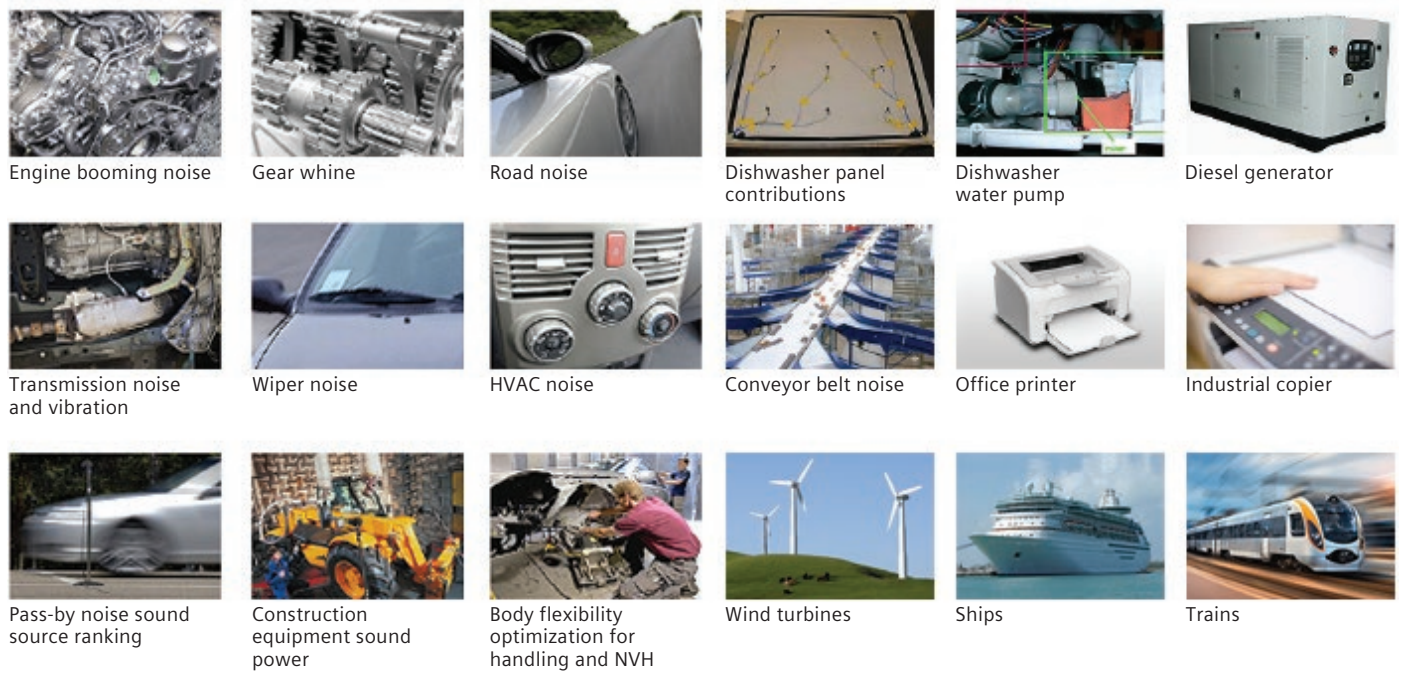 Engine booming noise
Gear whine
Road noise
Dishwasher panel
contributions
Dishwasher
water pump
Diesel generator
PUMP
Transmission noise
and vibration
Wiper noise
HVAC noise
Conveyor belt noise
Office printer
Industrial copier
Pass-by noise sound
source ranking
Construction
equipment sound
power
Body flexibility
optimization for
handling and NVH
Wind turbines
Ships
Trains